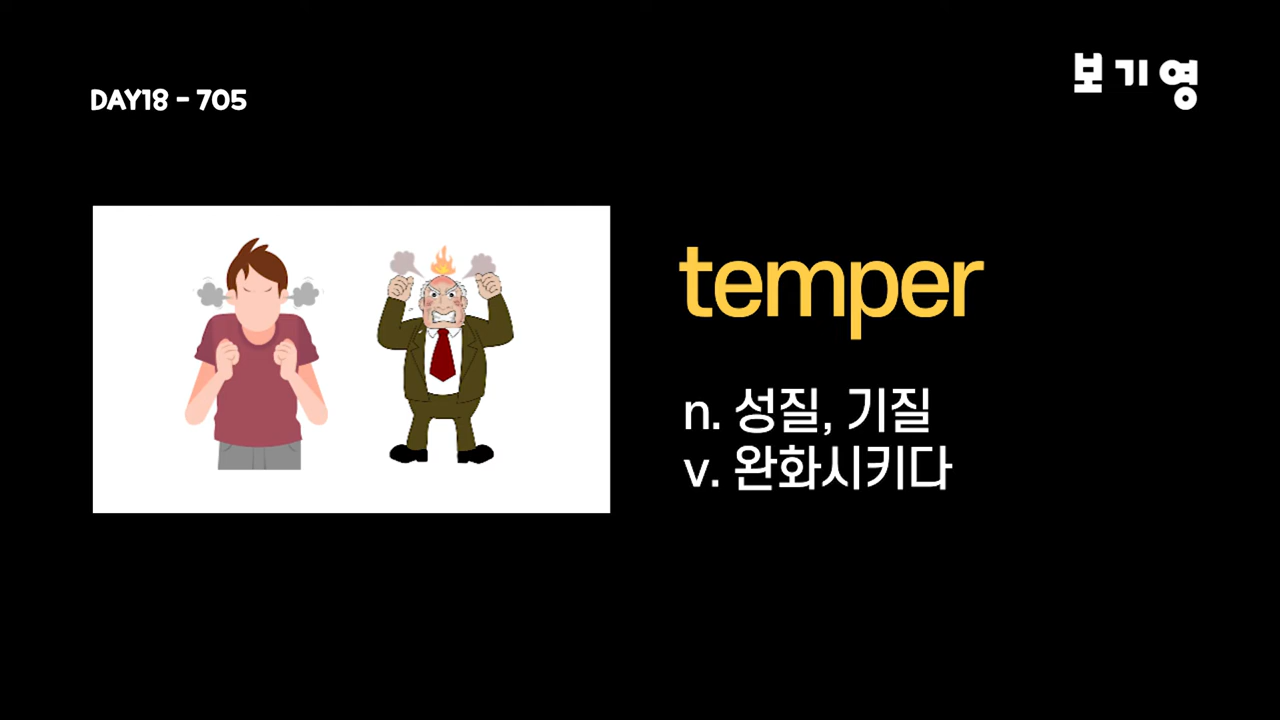 보기영
DAY18 - 705
temper
n. 성질, 기질
v. 완화시키다